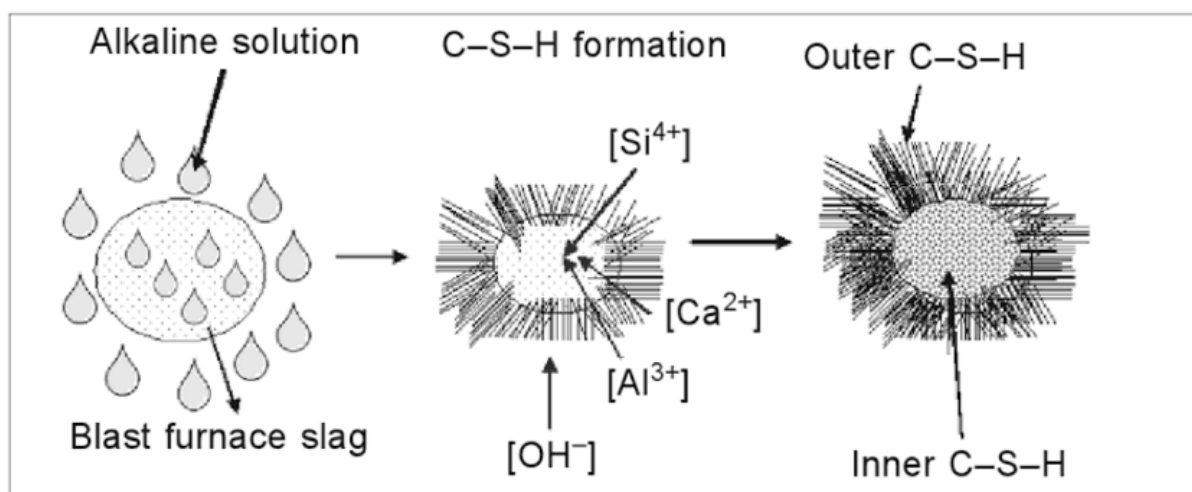 Alkaline solution
C–S–H formation
Outer C–S–H
[Si⁴⁺]
[Ca²⁺]
[Al³⁺]
[OH⁻]
Blast furnace slag
Inner C–S–H